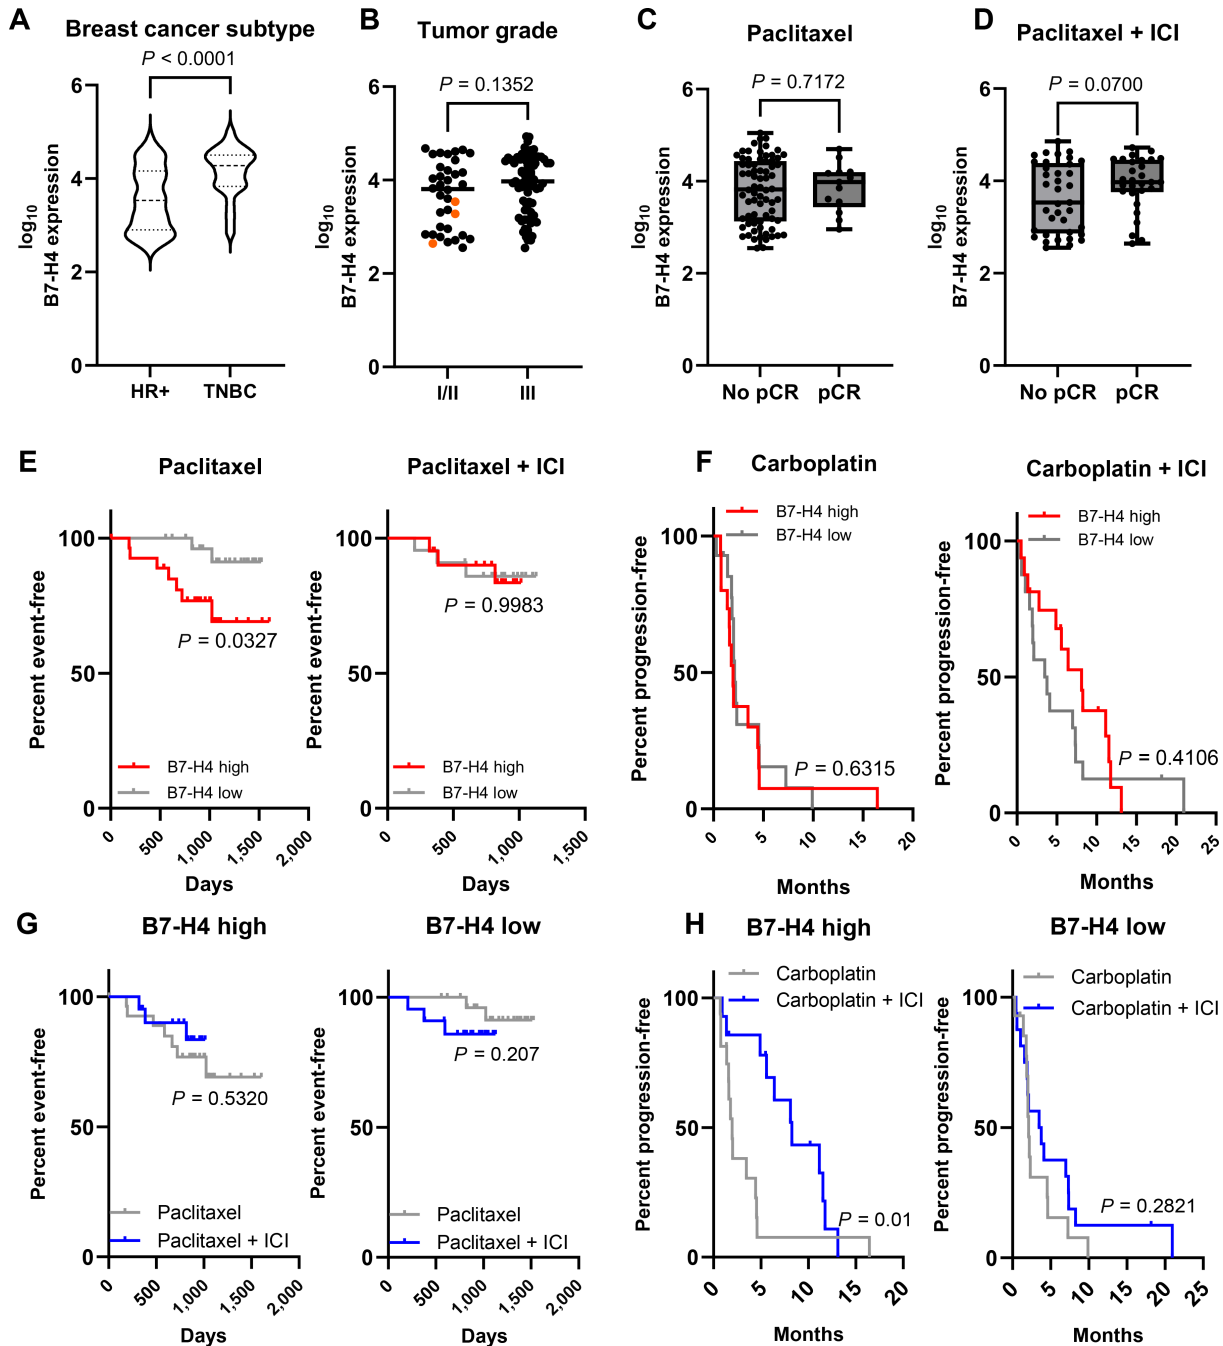 A
Breast cancer subtype
P < 0.0001
log10
B7-H4 expression
6
4
2
0
HR+
TNBC
B
Tumor grade
P = 0.1352
log10
B7-H4 expression
6
4
2
0
I/II
III
C
Paclitaxel
P = 0.7172
log10
B7-H4 expression
6
4
2
0
No pCR
pCR
D
Paclitaxel + ICI
P = 0.0700
log10
B7-H4 expression
6
4
2
0
No pCR
pCR
E
Paclitaxel
Percent event-free
100
50
0
P = 0.0327
B7-H4 high
B7-H4 low
0
500
1,000
1,500
2,000
Days
Paclitaxel + ICI
Percent event-free
100
50
0
P = 0.9983
B7-H4 high
B7-H4 low
0
500
1,000
1,500
Days
F
Carboplatin
B7-H4 high
B7-H4 low
Percent progression-free
100
50
0
P = 0.6315
0
5
10
15
20
Months
Carboplatin + ICI
B7-H4 high
B7-H4 low
Percent progression-free
100
50
0
P = 0.4106
0
5
10
15
20
25
Months
G
B7-H4 high
Percent event-free
100
50
0
P = 0.5320
Paclitaxel
Paclitaxel + ICI
0
500
1,000
1,500
2,000
Days
B7-H4 low
Percent event-free
100
50
0
P = 0.207
Paclitaxel
Paclitaxel + ICI
0
500
1,000
1,500
2,000
Days
H
B7-H4 high
Carboplatin
Carboplatin + ICI
Percent progression-free
100
50
0
P = 0.01
0
5
10
15
20
Months
B7-H4 low
Carboplatin
Carboplatin + ICI
Percent progression-free
100
50
0
P = 0.2821
0
5
10
15
20
25
Months